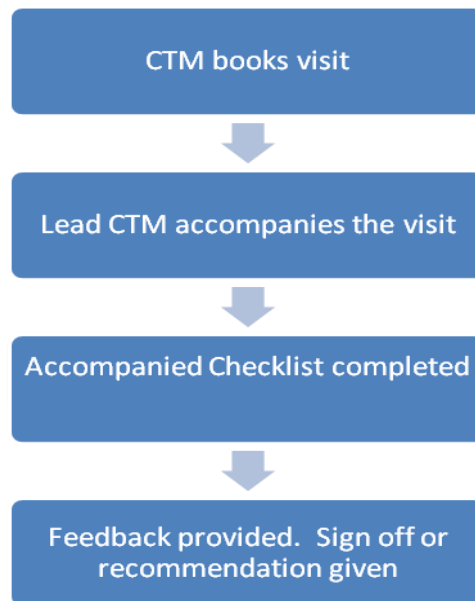 CTM books visit
Lead CTM accompanies the visit
Accompanied Checklist completed
Feedback provided.  Sign off or
recommendation given